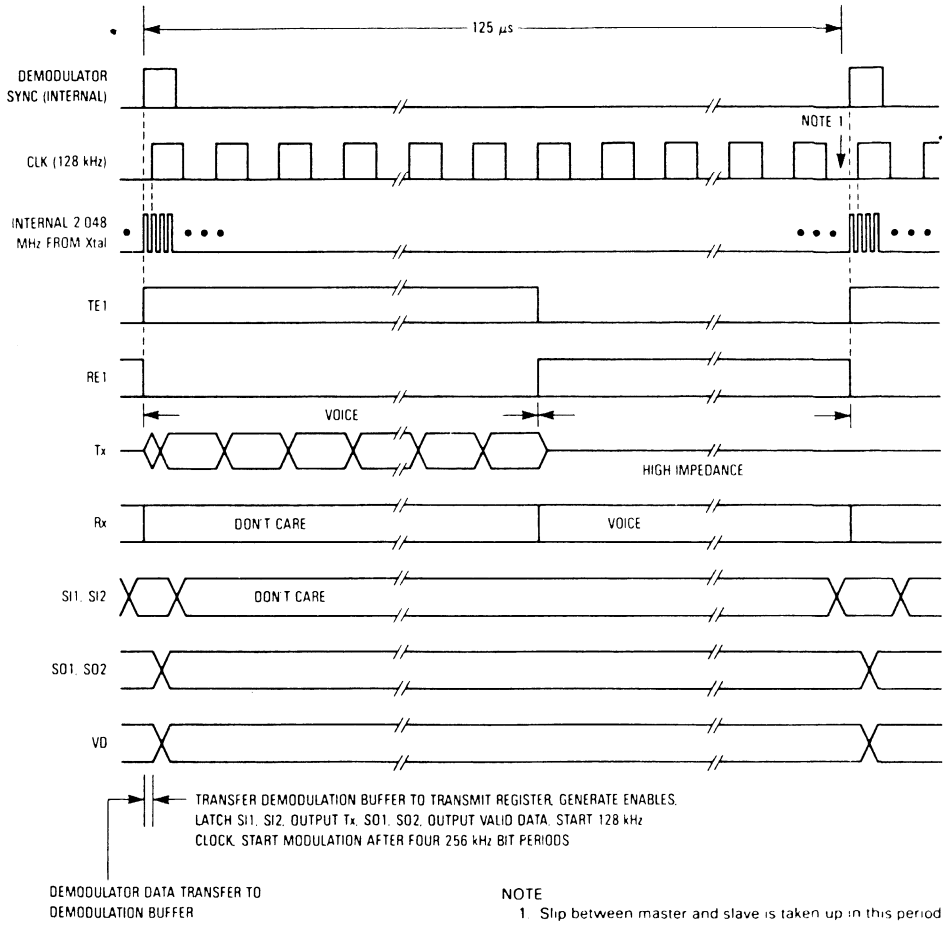 125 μs
DEMODULATOR
SYNC (INTERNAL)
NOTE 1
CLK (128 kHz)
INTERNAL 2 048
MHz FROM Xtal
TE1
RE1
VOICE
Tx
HIGH IMPEDANCE
Rx
DON'T CARE
VOICE
SI1, SI2
DON'T CARE
SO1, SO2
VD
TRANSFER DEMODULATION BUFFER TO TRANSMIT REGISTER, GENERATE ENABLES,
LATCH SI1, SI2, OUTPUT Tx, SO1, SO2, OUTPUT VALID DATA, START 128 kHz
CLOCK, START MODULATION AFTER FOUR 256 kHz BIT PERIODS
DEMODULATOR DATA TRANSFER TO
DEMODULATION BUFFER
NOTE
1. Slip between master and slave is taken up in this period